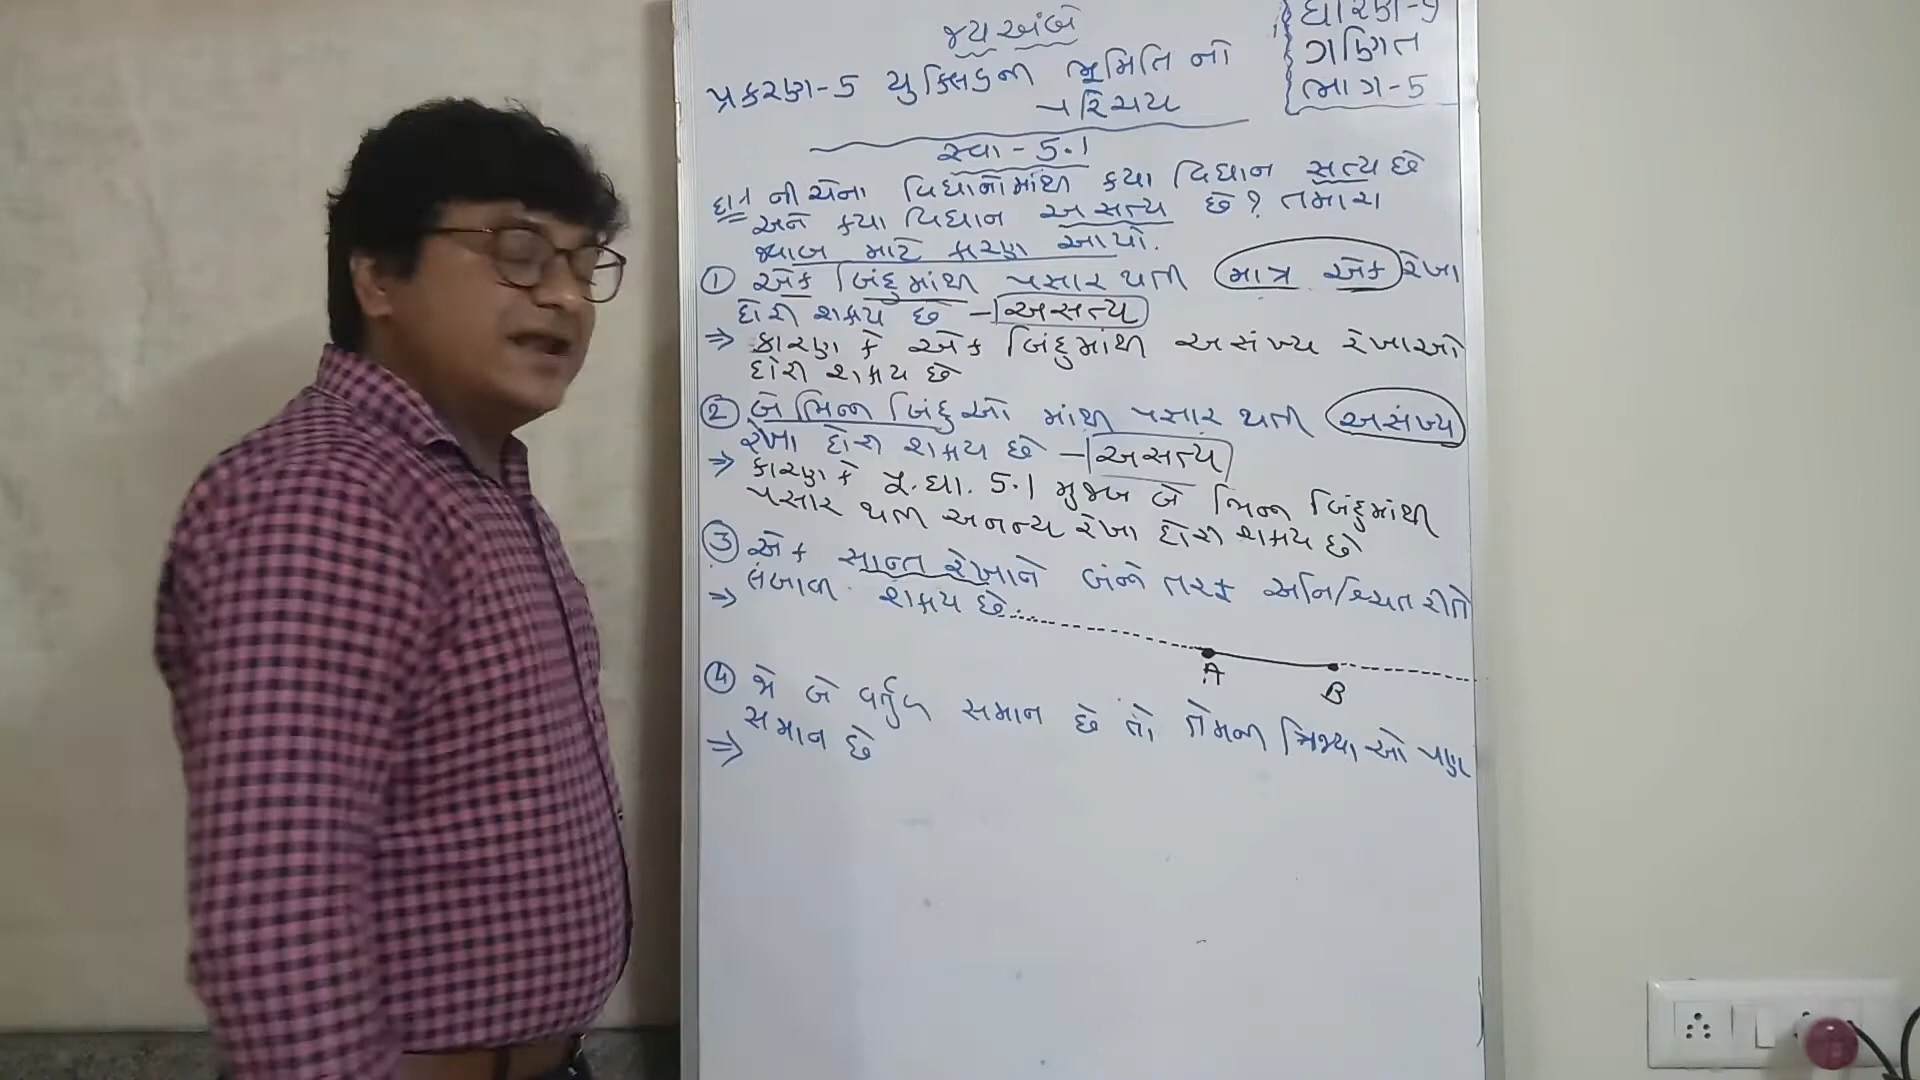 જય અંબે
ધોરણ-9
ગણિત
ભાગ-5
પ્રકરણ-5 યુક્લિડની ભૂમિતિ નો
પરિચય
સ્વા-5.1
દા.1 નીચેના વિધાનોમાંથી કયા વિધાન સત્ય છે
અને કયા વિધાન અસત્ય છે? તમારા
જવાબ માટે કારણ આપો.
① એક બિંદુમાંથી પસાર થતી માત્ર એક રેખા
દોરી શકાય છે - અસત્ય
⇒ કારણ કે એક બિંદુમાંથી અસંખ્ય રેખાઓ
દોરી શકાય છે
② બે ભિન્ન બિંદુઓ માંથી પસાર થતી અસંખ્ય
રેખા દોરી શકાય છે - અસત્ય
⇒ કારણ કે પૂ.ધા. 5.1 મુજબ બે ભિન્ન બિંદુમાંથી
પસાર થતી અનન્ય રેખા દોરી શકાય છે
③ એક સાન્ત રેખાને બંને તરફ અનિશ્ચિત રીતે
લંબાવી શકાય છે.
⇒
A B
④ જો બે વર્તુળ સમાન છે તો તેમની ત્રિજ્યાઓ પણ
સમાન છે
⇒